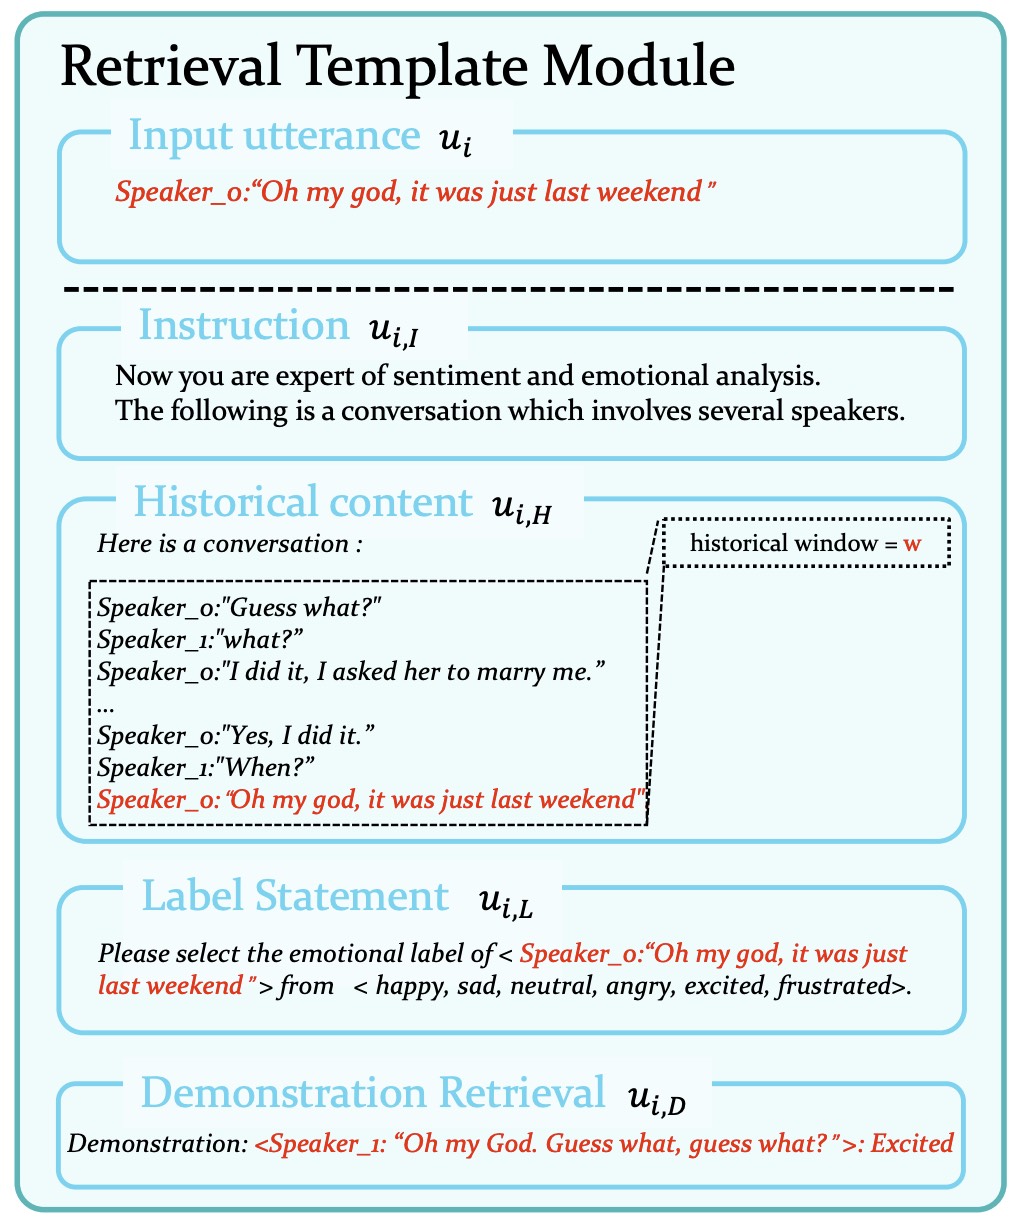 Retrieval Template Module
Input utterance u_i
Speaker_0:“Oh my god, it was just last weekend”
Instruction u_{i,I}
Now you are expert of sentiment and emotional analysis.
The following is a conversation which involves several speakers.
Historical content u_{i,H}
Here is a conversation :
historical window = w
Speaker_0:"Guess what?"
Speaker_1:"what?”
Speaker_0:"I did it, I asked her to marry me.”
...
Speaker_0:"Yes, I did it.”
Speaker_1:"When?”
Speaker_0:“Oh my god, it was just last weekend"
Label Statement u_{i,L}
Please select the emotional label of < Speaker_0:“Oh my god, it was just
last weekend”> from < happy, sad, neutral, angry, excited, frustrated>.
Demonstration Retrieval u_{i,D}
Demonstration: <Speaker_1: “Oh my God. Guess what, guess what?”>: Excited